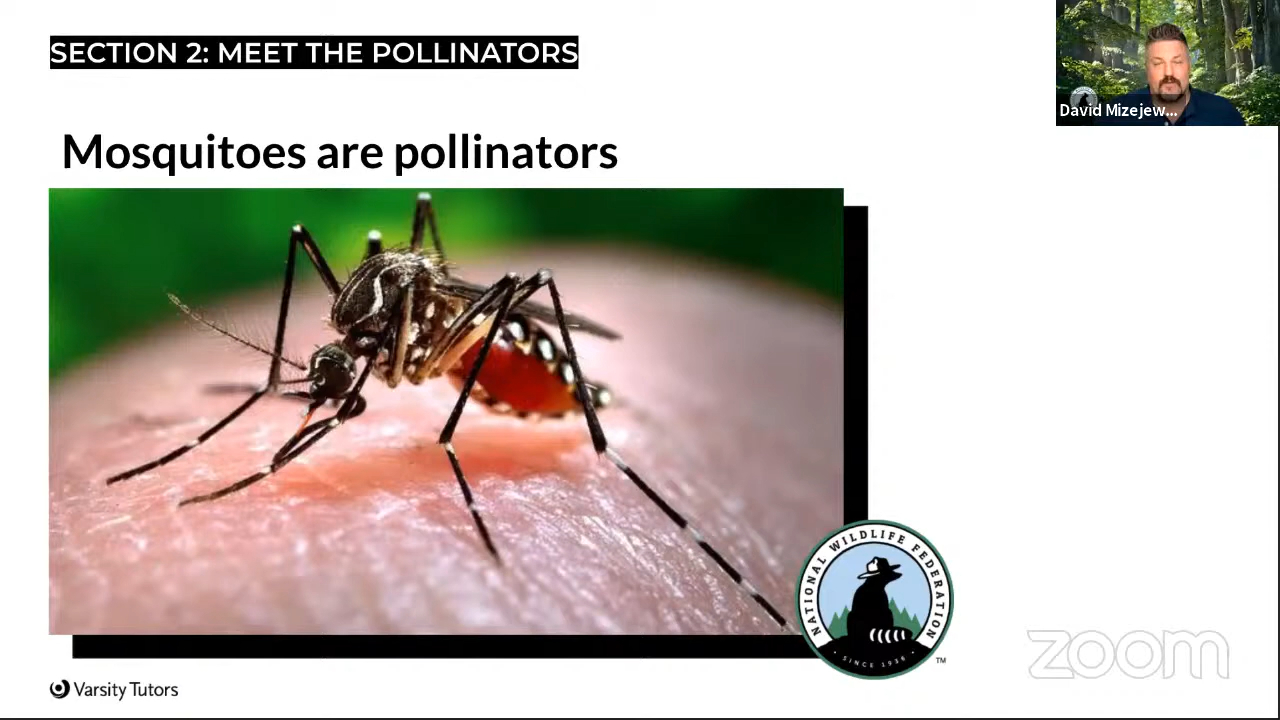 SECTION 2: MEET THE POLLINATORS
David Mizejew...
Mosquitoes are pollinators
NATIONAL WILDLIFE FEDERATION
• SINCE 1936 •
TM
Varsity Tutors
zoom